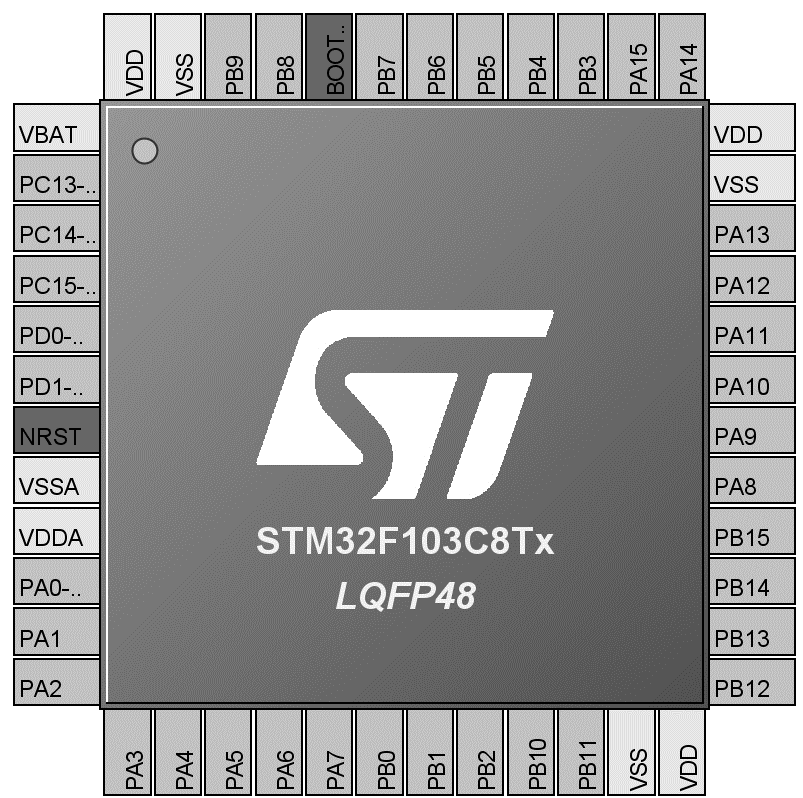 VDD
VSS
PB9
PB8
BOOT..
PB7
PB6
PB5
PB4
PB3
PA15
PA14
VBAT
PC13-..
PC14-..
PC15-..
PD0-..
PD1-..
NRST
VSSA
VDDA
PA0-..
PA1
PA2
VDD
VSS
PA13
PA12
PA11
PA10
PA9
PA8
PB15
PB14
PB13
PB12
ST
STM32F103C8Tx
LQFP48
PA3
PA4
PA5
PA6
PA7
PB0
PB1
PB2
PB10
PB11
VSS
VDD